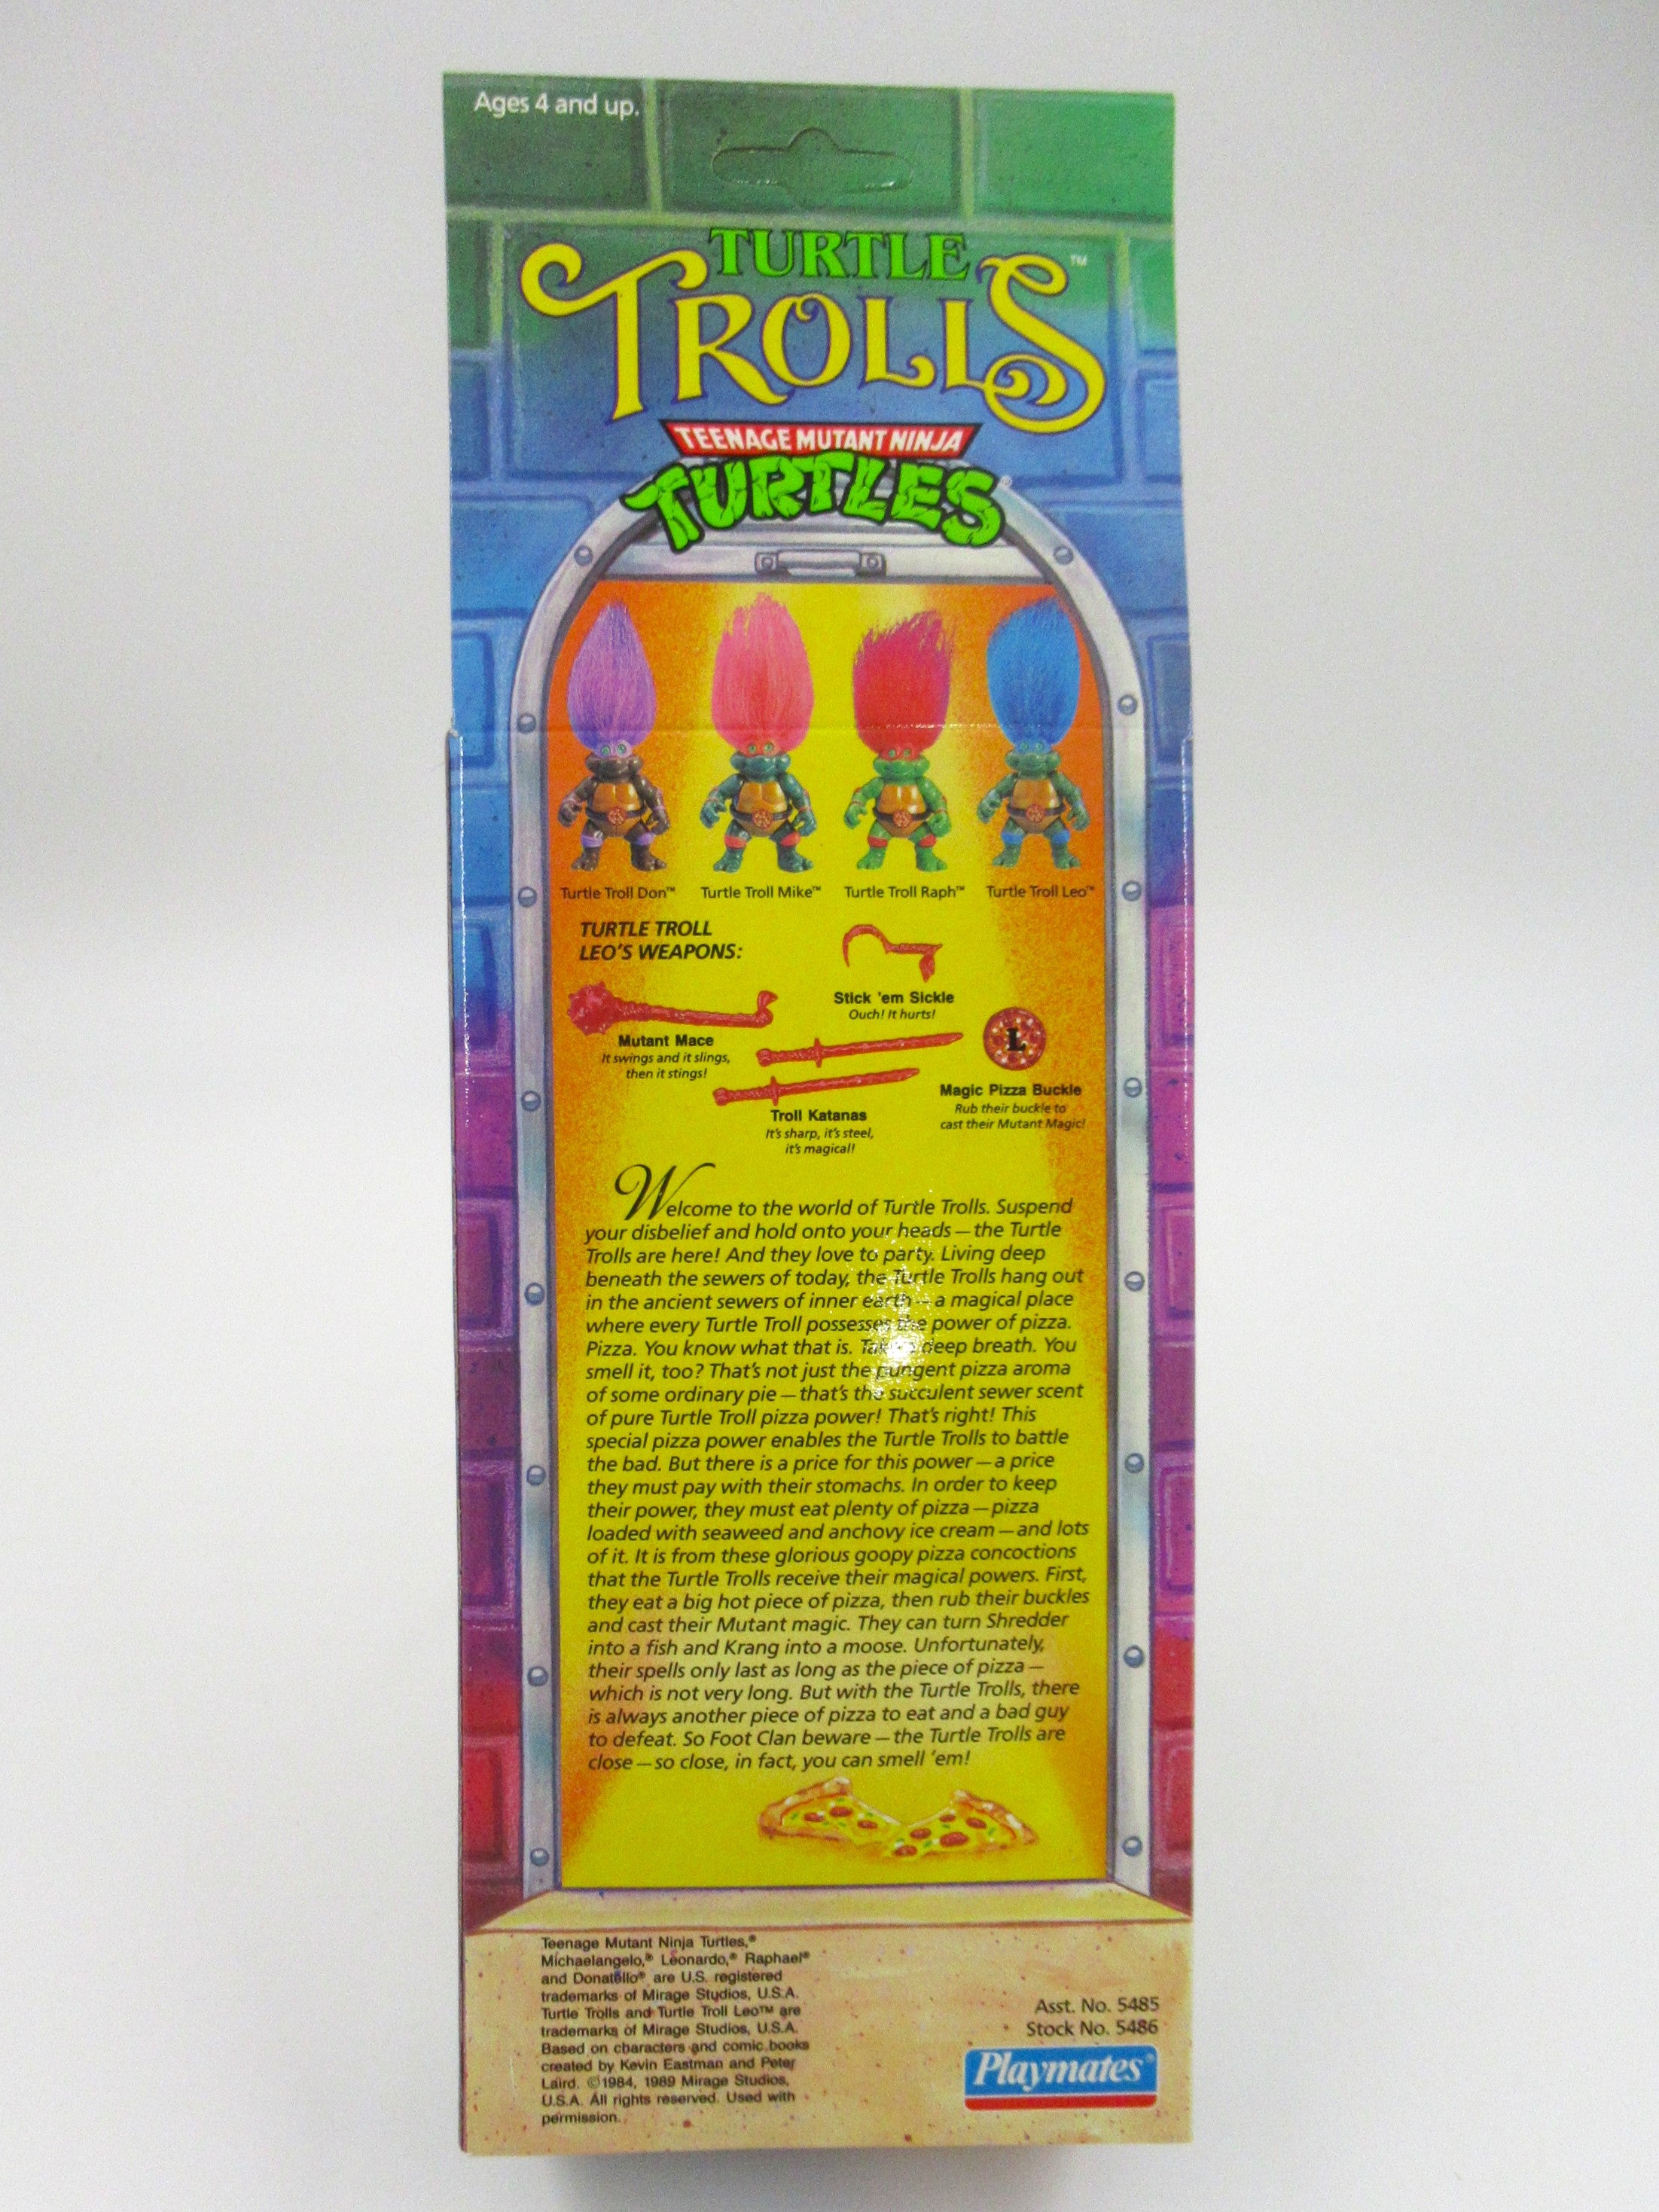 Ages 4 and up.
TURTLE
TROLLS™
TEENAGE MUTANT NINJA
TURTLES®
Turtle Troll Don™ Turtle Troll Mike™ Turtle Troll Raph™ Turtle Troll Leo™
TURTLE TROLL
LEO'S WEAPONS:
Stick 'em Sickle
Ouch! It hurts!
Mutant Mace
It swings and it slings,
then it stings!
L
Magic Pizza Buckle
Rub their buckle to
cast their Mutant Magic!
Troll Katanas
It's sharp, it's steel,
it's magical!
Welcome to the world of Turtle Trolls. Suspend
your disbelief and hold onto your heads — the Turtle
Trolls are here! And they love to party. Living deep
beneath the sewers of today, the Turtle Trolls hang out
in the ancient sewers of inner earth — a magical place
where every Turtle Troll possesses the power of pizza.
Pizza. You know what that is. Take a deep breath. You
smell it, too? That's not just the pungent pizza aroma
of some ordinary pie — that's the succulent sewer scent
of pure Turtle Troll pizza power! That's right! This
special pizza power enables the Turtle Trolls to battle
the bad. But there is a price for this power — a price
they must pay with their stomachs. In order to keep
their power, they must eat plenty of pizza — pizza
loaded with seaweed and anchovy ice cream — and lots
of it. It is from these glorious goopy pizza concoctions
that the Turtle Trolls receive their magical powers. First,
they eat a big hot piece of pizza, then rub their buckles
and cast their Mutant magic. They can turn Shredder
into a fish and Krang into a moose. Unfortunately,
their spells only last as long as the piece of pizza —
which is not very long. But with the Turtle Trolls, there
is always another piece of pizza to eat and a bad guy
to defeat. So Foot Clan beware — the Turtle Trolls are
close — so close, in fact, you can smell 'em!
Teenage Mutant Ninja Turtles,®
Michaelangelo,® Leonardo,® Raphael®
and Donatello® are U.S. registered
trademarks of Mirage Studios, U.S.A.
Turtle Trolls and Turtle Troll Leo™ are
trademarks of Mirage Studios, U.S.A.
Based on characters and comic books
created by Kevin Eastman and Peter
Laird. ©1984, 1989 Mirage Studios,
U.S.A. All rights reserved. Used with
permission.
Asst. No. 5485
Stock No. 5486
Playmates®